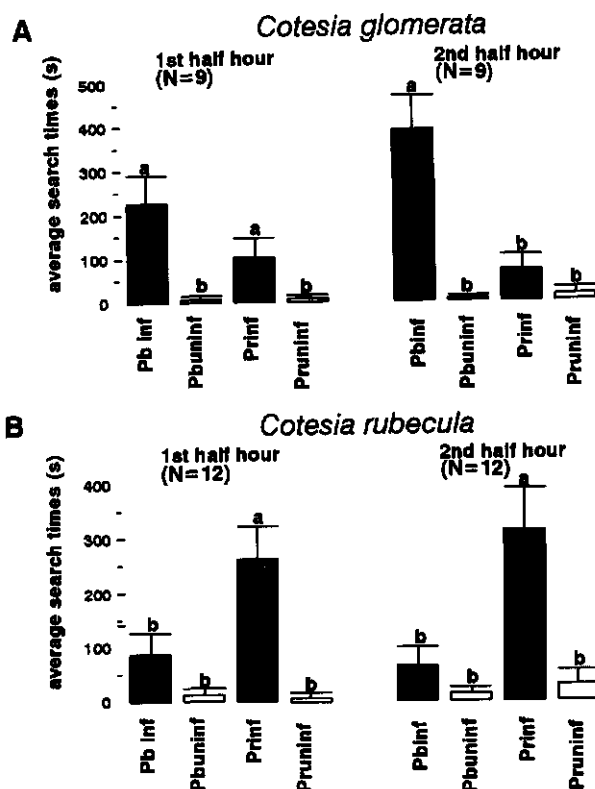 A
Cotesia glomerata
average search times (s)
1st half hour
(N=9)
2nd half hour
(N=9)
500
400
300
200
100
0
a
b
a
b
a
b
b
b
Pb inf
Pbuninf
Prinf
Pruninf
Pbinf
Pbuninf
Prinf
Pruninf
B
Cotesia rubecula
average search times (s)
1st half hour
(N=12)
2nd half hour
(N=12)
400
300
200
100
0
b
b
a
b
b
b
a
b
Pb inf
Pbuninf
Prinf
Pruninf
Pbinf
Pbuninf
Prinf
Pruninf